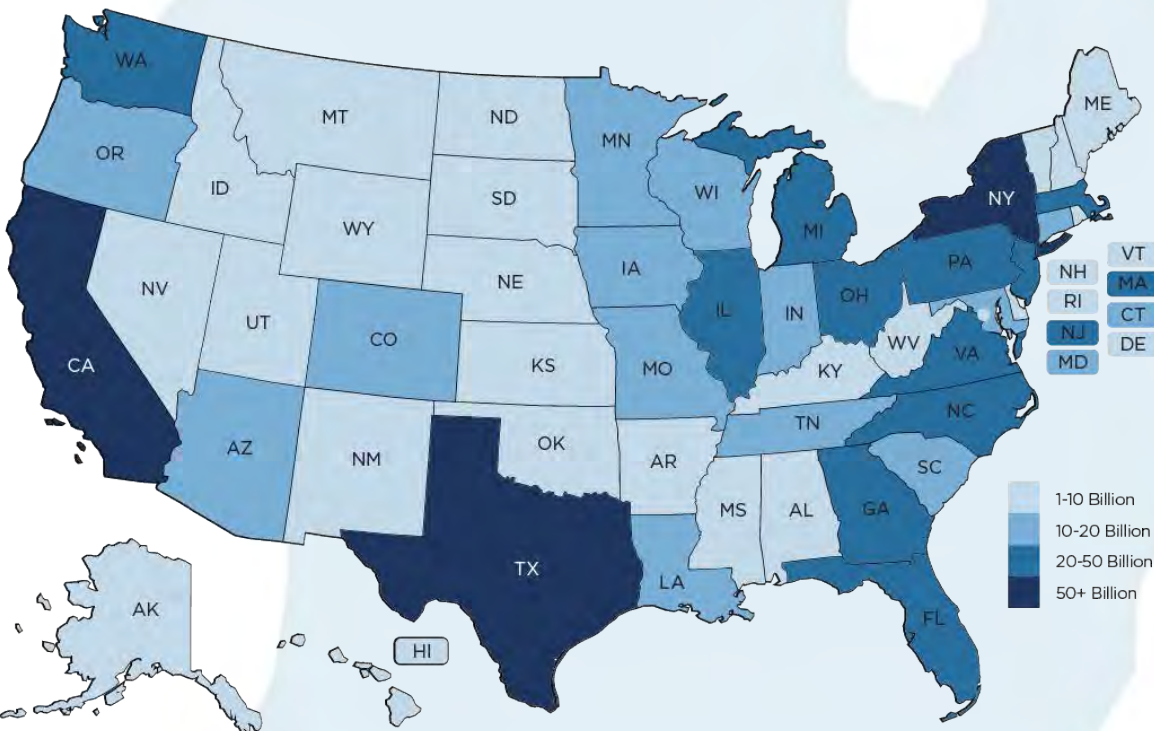 WA
MT
ND
MN
ME
OR
ID
SD
WI
NY
WY
MI
IA
PA
VT
NE
NH
MA
NV
OH
RI
IL
IN
CT
UT
CO
NJ
WV
DE
VA
CA
KS
MO
KY
MD
NC
TN
AZ
OK
NM
AR
SC
1-10 Billion
MS
AL
GA
10-20 Billion
TX
20-50 Billion
LA
50+ Billion
AK
FL
HI